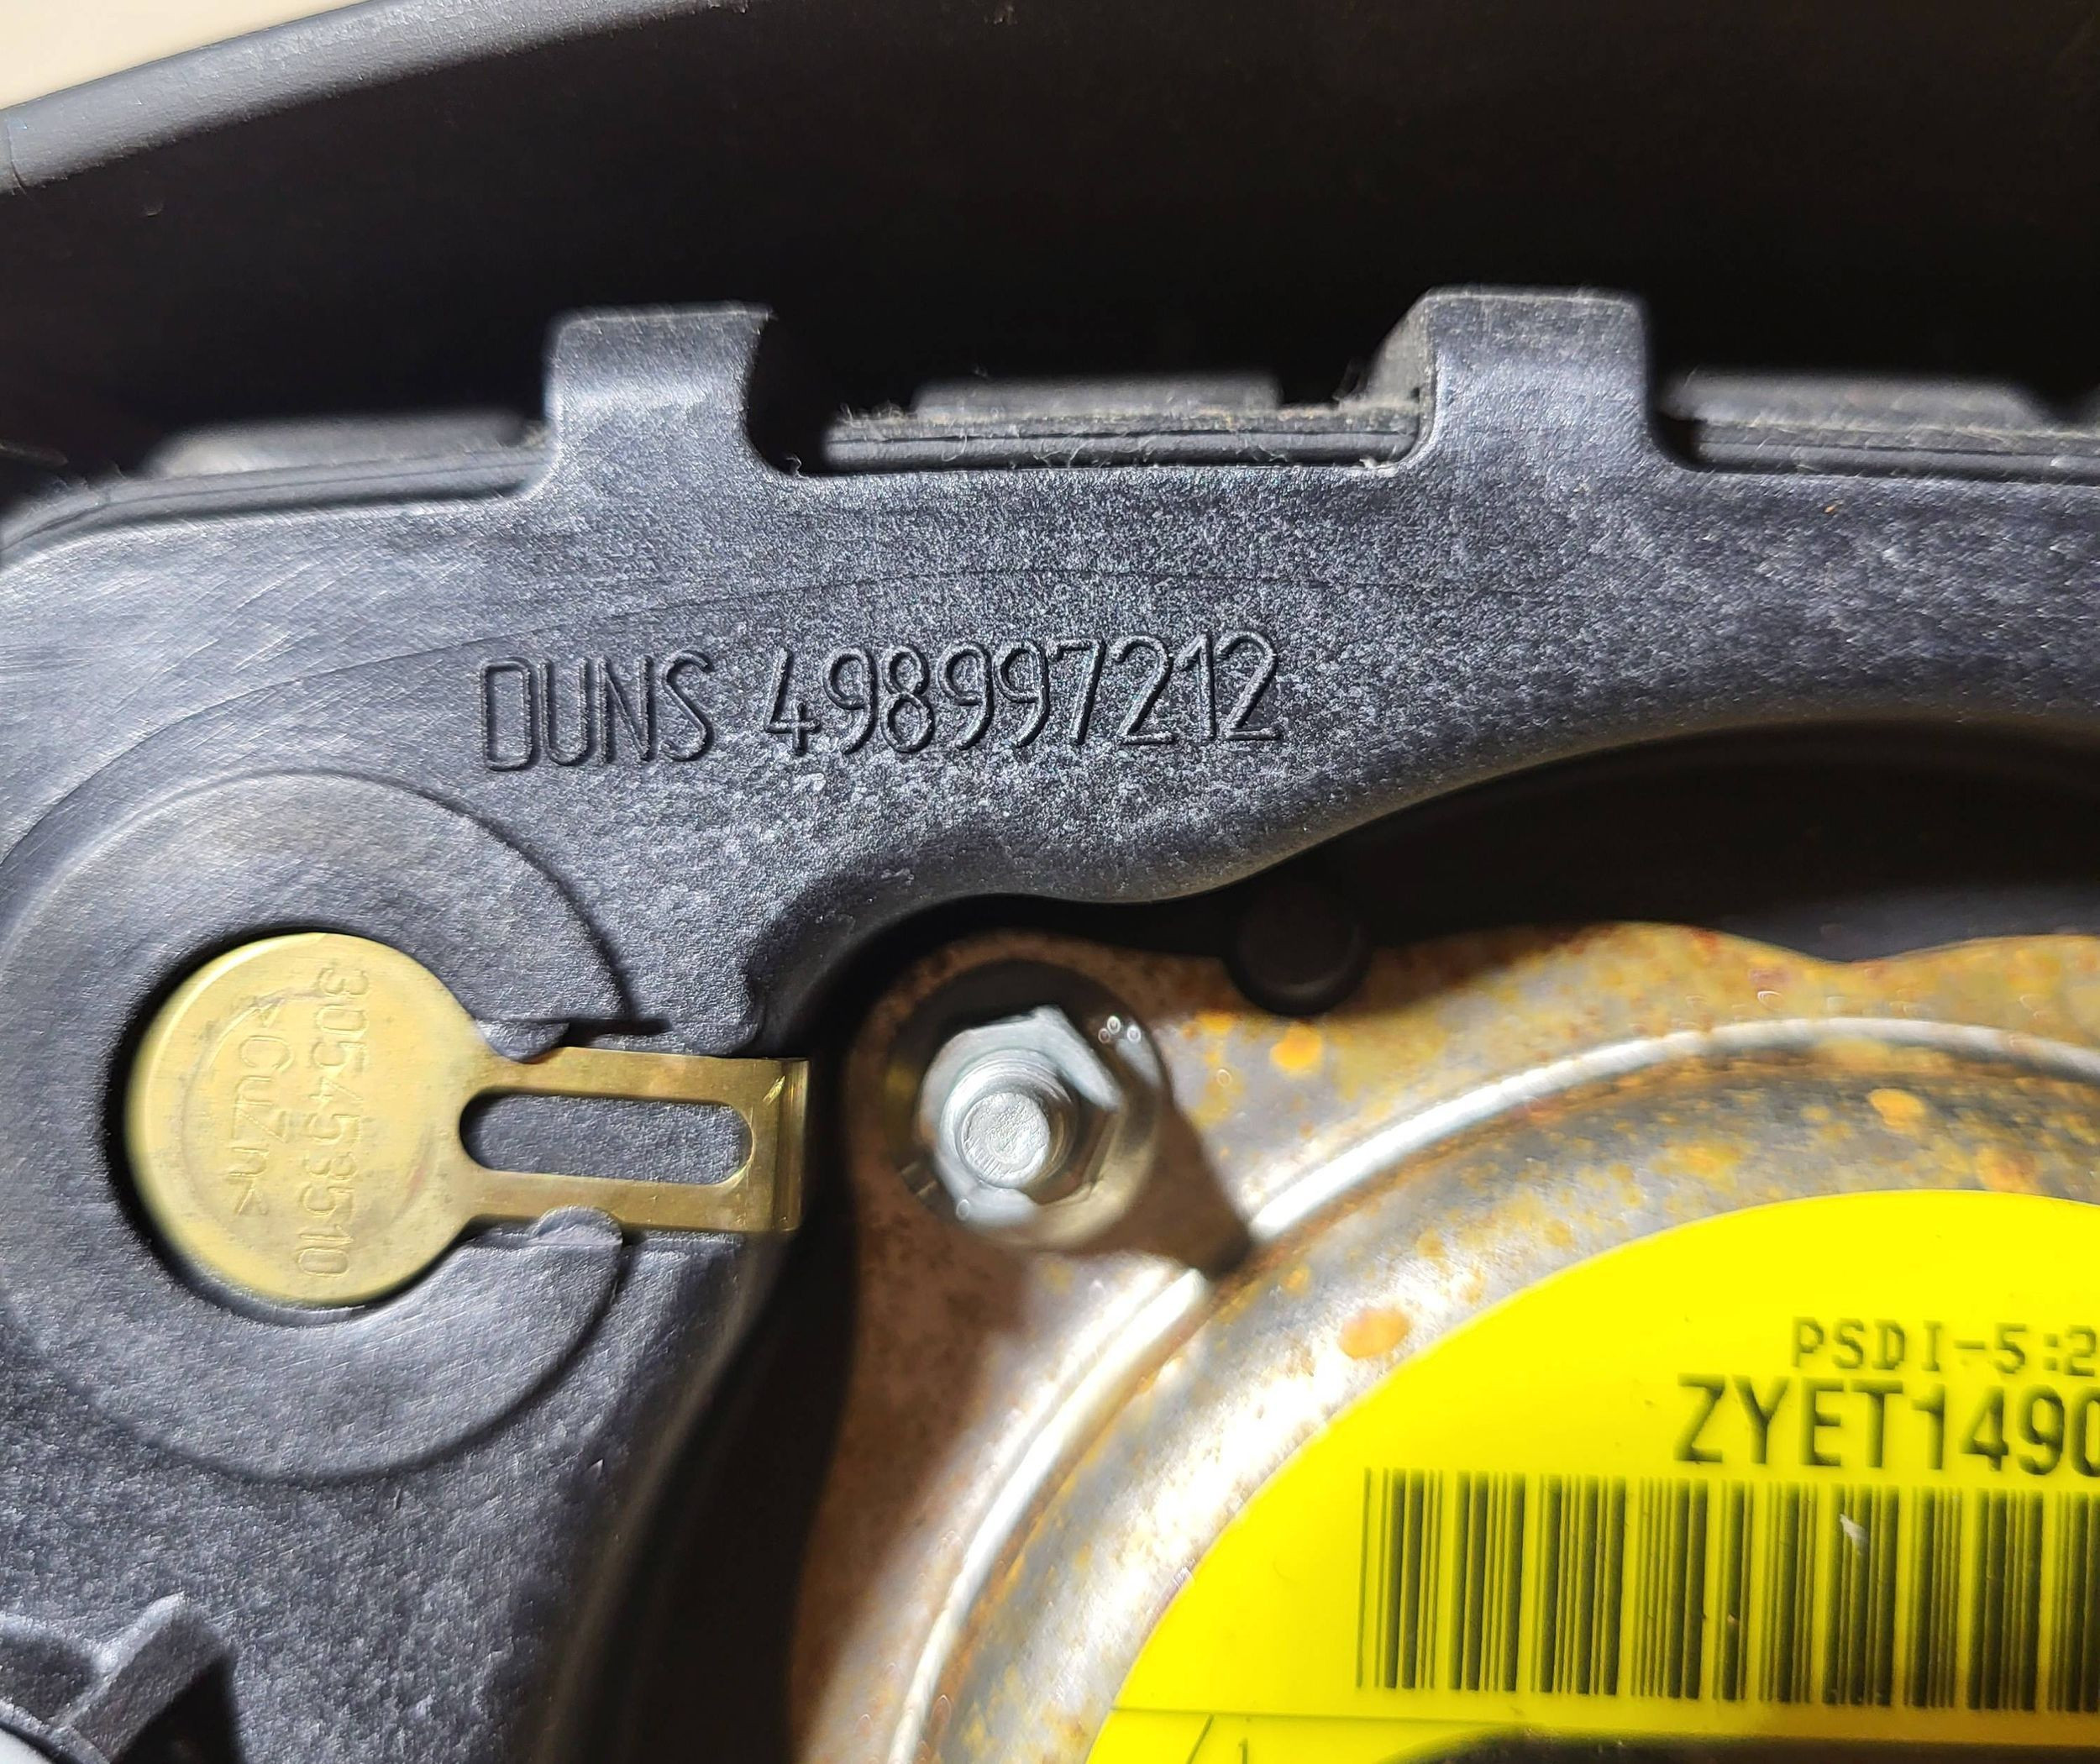 DUNS 498997212
305453510
>CuZn<
PSDI-5:2
ZYET1490